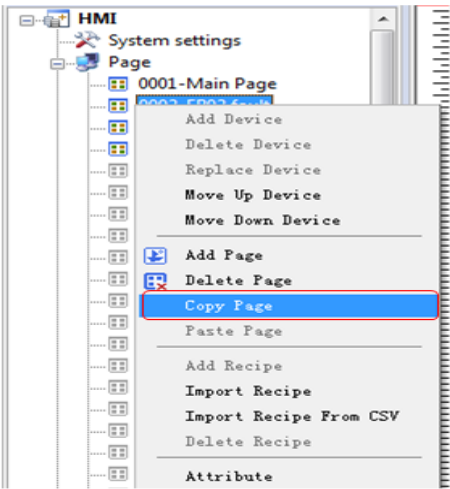 HMI
System settings
Page
0001-Main Page
Add Device
Delete Device
Replace Device
Move Up Device
Move Down Device
Add Page
Delete Page
Copy Page
Paste Page
Add Recipe
Import Recipe
Import Recipe From CSV
Delete Recipe
Attribute